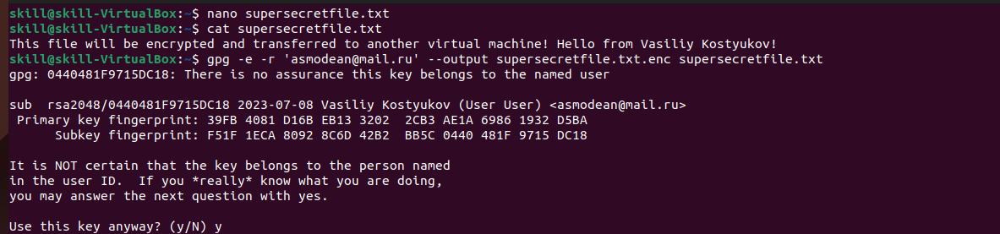 skill@skill-VirtualBox:~$ nano supersecretfile.txt
skill@skill-VirtualBox:~$ cat supersecretfile.txt
This file will be encrypted and transferred to another virtual machine! Hello from Vasiliy Kostyukov!
skill@skill-VirtualBox:~$ gpg -e -r 'asmodean@mail.ru' --output supersecretfile.txt.enc supersecretfile.txt
gpg: 0440481F9715DC18: There is no assurance this key belongs to the named user
sub  rsa2048/0440481F9715DC18 2023-07-08 Vasiliy Kostyukov (User User) <asmodean@mail.ru>
 Primary key fingerprint: 39FB 4081 D16B EB13 3202  2CB3 AE1A 6986 1932 D5BA
      Subkey fingerprint: F51F 1ECA 8092 8C6D 42B2  BB5C 0440 481F 9715 DC18
It is NOT certain that the key belongs to the person named
in the user ID.  If you *really* know what you are doing,
you may answer the next question with yes.
Use this key anyway? (y/N) y